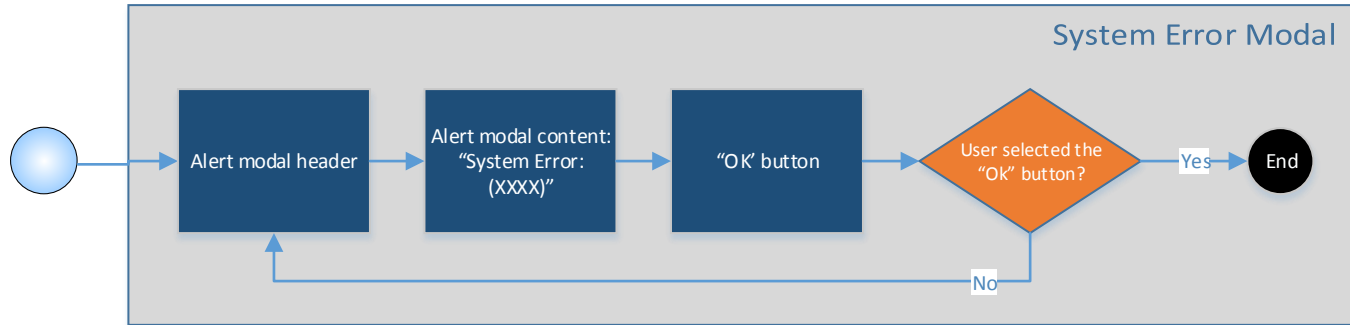 System Error Modal
Alert modal header
Alert modal content:
“System Error:
(XXXX)”
“OK’ button
User selected the
“Ok” button?
Yes
End
No